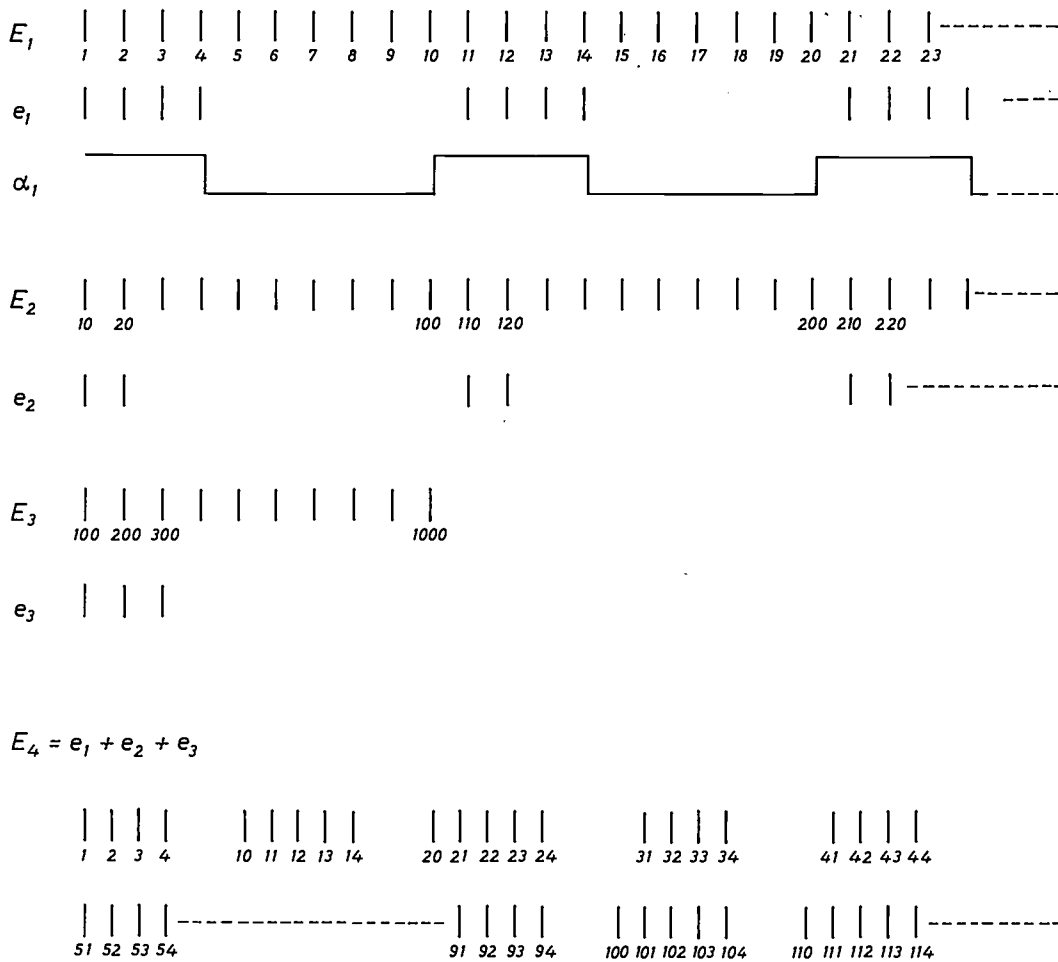 E₁
1 2 3 4 5 6 7 8 9 10 11 12 13 14 15 16 17 18 19 20 21 22 23
e₁
α₁
E₂
10 20 100 110 120 200 210 220
e₂
E₃
100 200 300 1000
e₃
E₄ = e₁ + e₂ + e₃
1 2 3 4 10 11 12 13 14 20 21 22 23 24 31 32 33 34 41 42 43 44
51 52 53 54 91 92 93 94 100 101 102 103 104 110 111 112 113 114